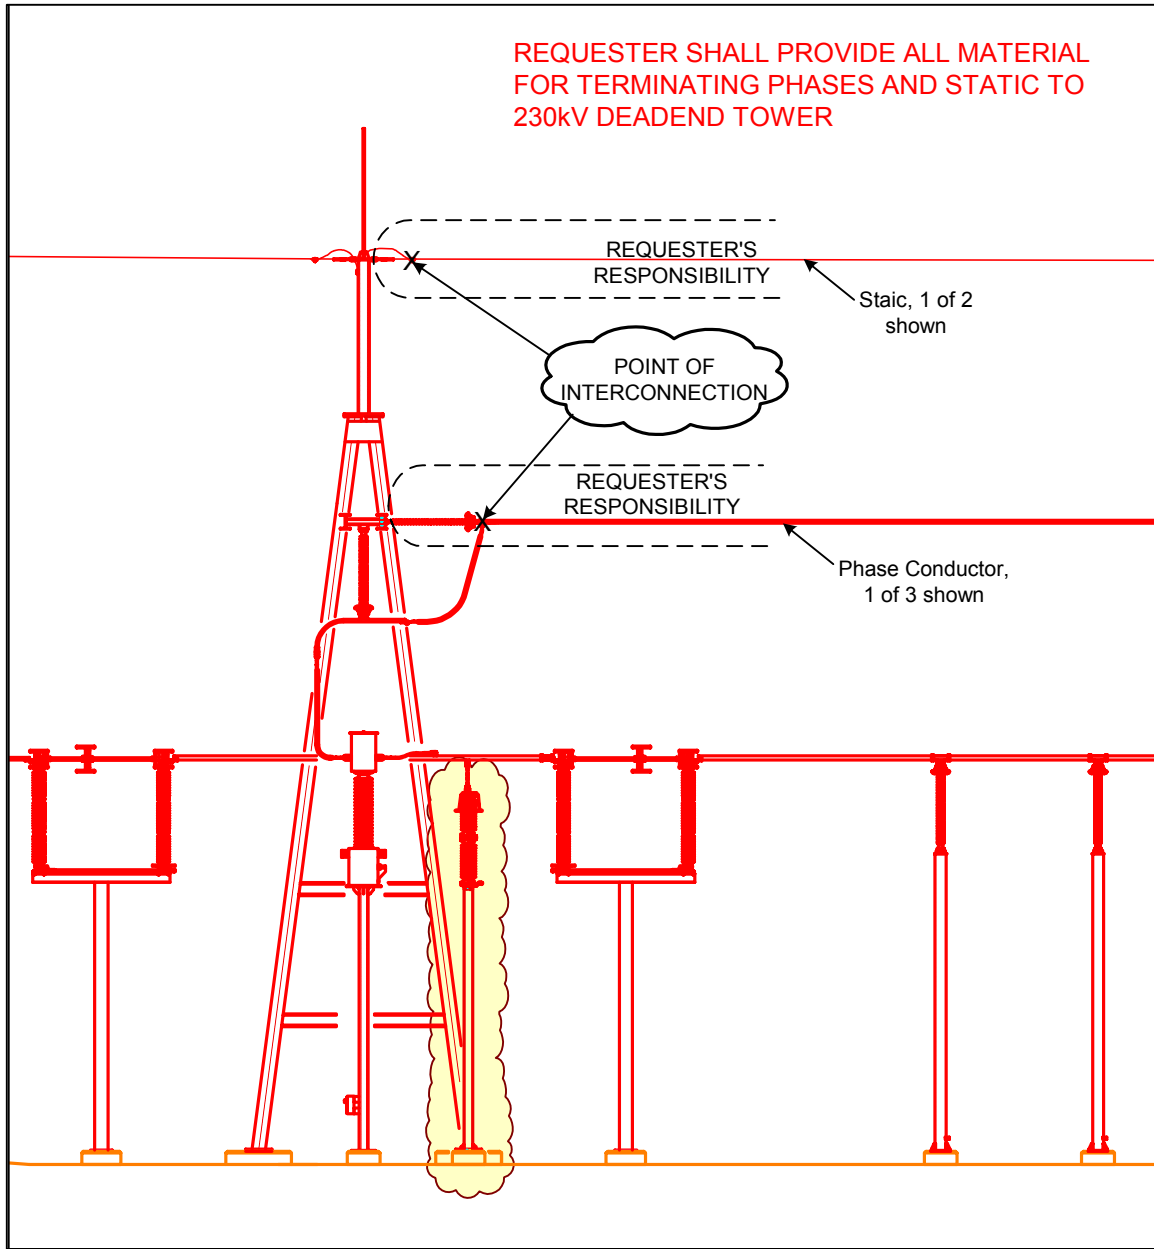 REQUESTER SHALL PROVIDE ALL MATERIAL
FOR TERMINATING PHASES AND STATIC TO
230kV DEADEND TOWER
REQUESTER'S
RESPONSIBILITY
Staic, 1 of 2
shown
POINT OF
INTERCONNECTION
REQUESTER'S
RESPONSIBILITY
Phase Conductor,
1 of 3 shown